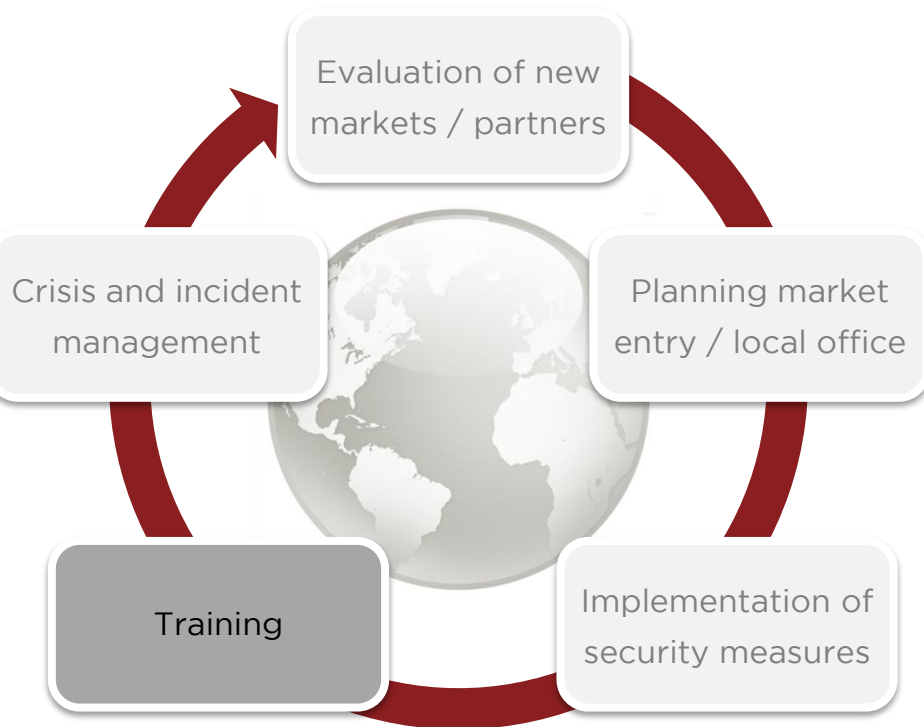 Evaluation of new
markets / partners
Planning market
entry / local office
Implementation of
security measures
Training
Crisis and incident
management